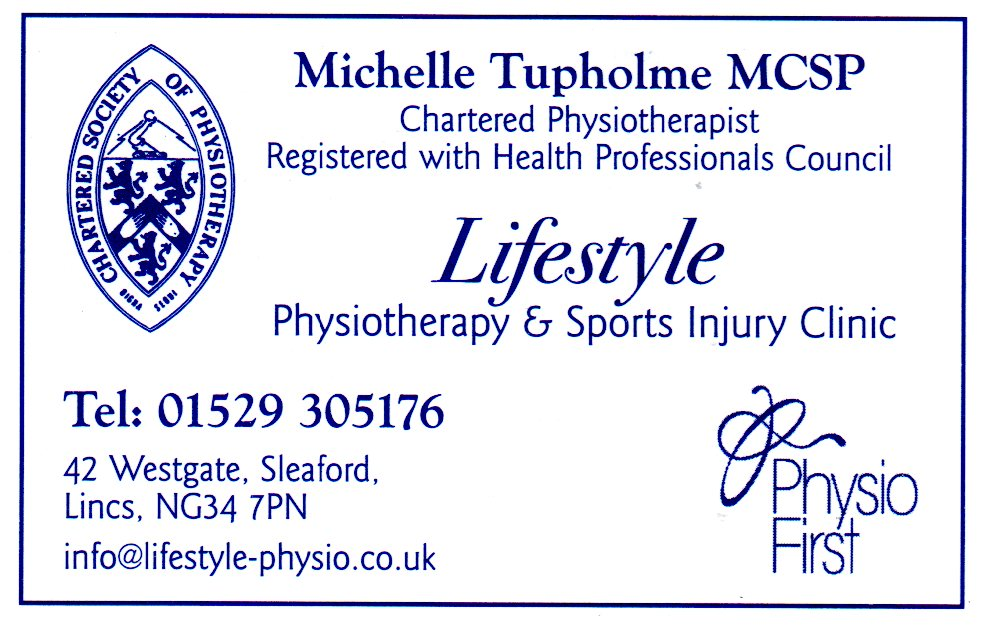 CHARTERED SOCIETY OF PHYSIOTHERAPY
Michelle Tupholme MCSP
Chartered Physiotherapist
Registered with Health Professionals Council
Lifestyle
Physiotherapy & Sports Injury Clinic
Tel: 01529 305176
42 Westgate, Sleaford,
Lincs, NG34 7PN
info@lifestyle-physio.co.uk
Physio
First